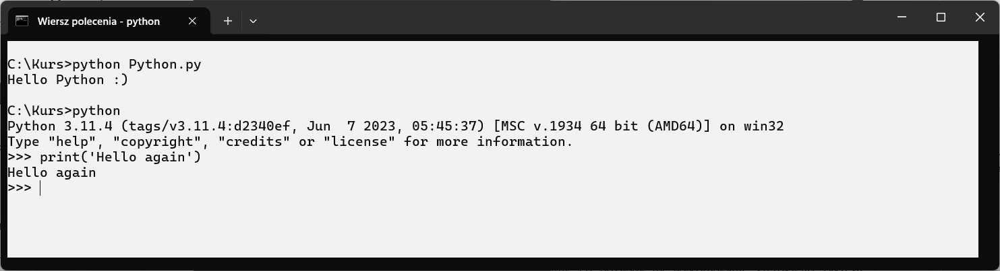 Wiersz polecenia - python
C:\Kurs>python Python.py
Hello Python :)
C:\Kurs>python
Python 3.11.4 (tags/v3.11.4:d2340ef, Jun  7 2023, 05:45:37) [MSC v.1934 64 bit (AMD64)] on win32
Type "help", "copyright", "credits" or "license" for more information.
>>> print('Hello again')
Hello again
>>>